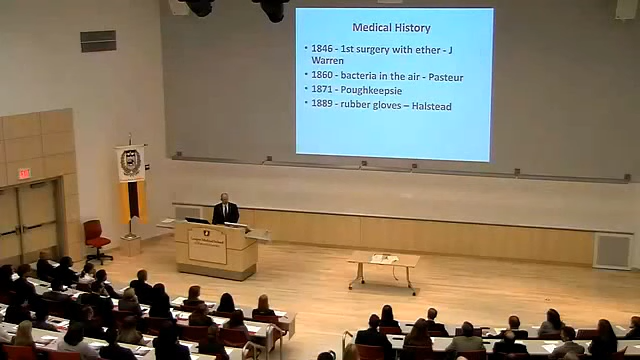 Medical History
• 1846 - 1st surgery with ether - J
Warren
• 1860 - bacteria in the air - Pasteur
• 1871 - Poughkeepsie
• 1889 - rubber gloves – Halstead